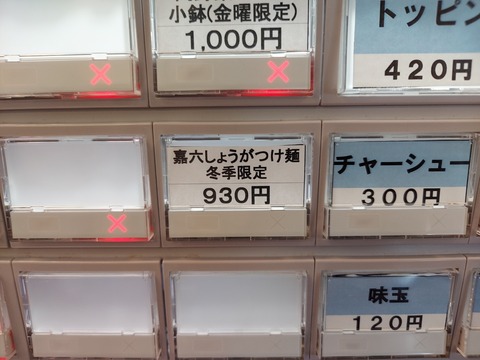 小鉢(金曜限定)
1,000円
トッピン
420円
嘉六しょうがつけ麺
冬季限定
930円
チャーシュー
300円
味玉
120円